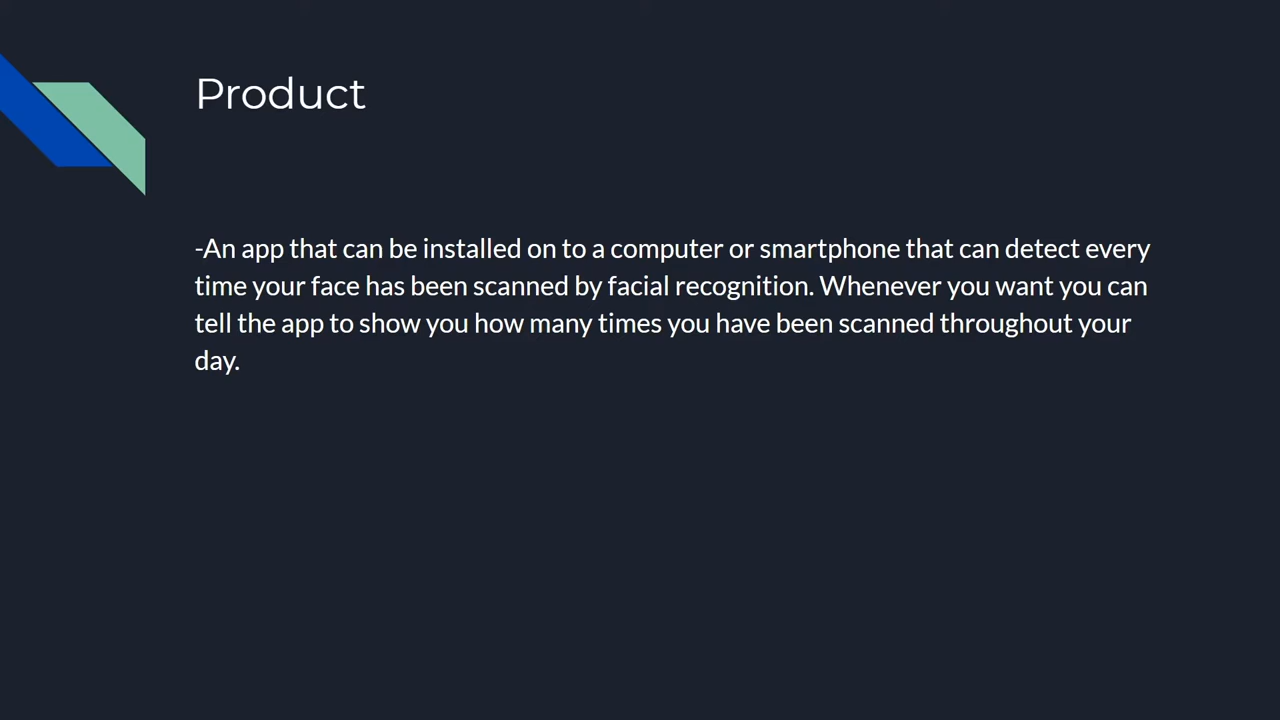 Product
-An app that can be installed on to a computer or smartphone that can detect every
time your face has been scanned by facial recognition. Whenever you want you can
tell the app to show you how many times you have been scanned throughout your
day.